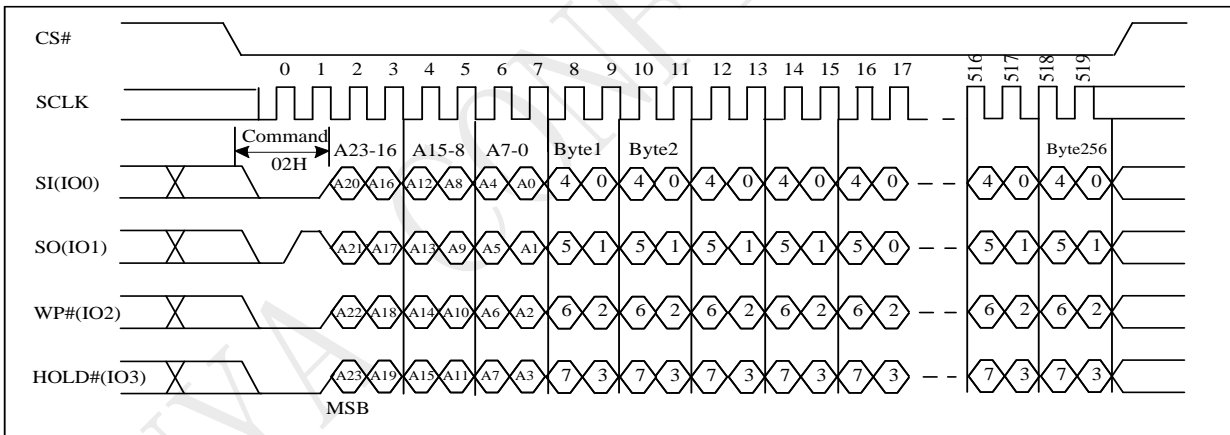 CS#
0 1 2 3 4 5 6 7 8 9 10 11 12 13 14 15 16 17 516 517 518 519
SCLK
Command
02H
A23-16 A15-8 A7-0 Byte1 Byte2 Byte256
SI(IO0) A20 A16 A12 A8 A4 A0 4 0 4 0 4 0 4 0 4 0 4 0 4 0
SO(IO1) A21 A17 A13 A9 A5 A1 5 1 5 1 5 1 5 1 5 0 5 1 5 1
WP#(IO2) A22 A18 A14 A10 A6 A2 6 2 6 2 6 2 6 2 6 2 6 2 6 2
HOLD#(IO3) A23 A19 A15 A11 A7 A3 7 3 7 3 7 3 7 3 7 3 7 3 7 3
MSB